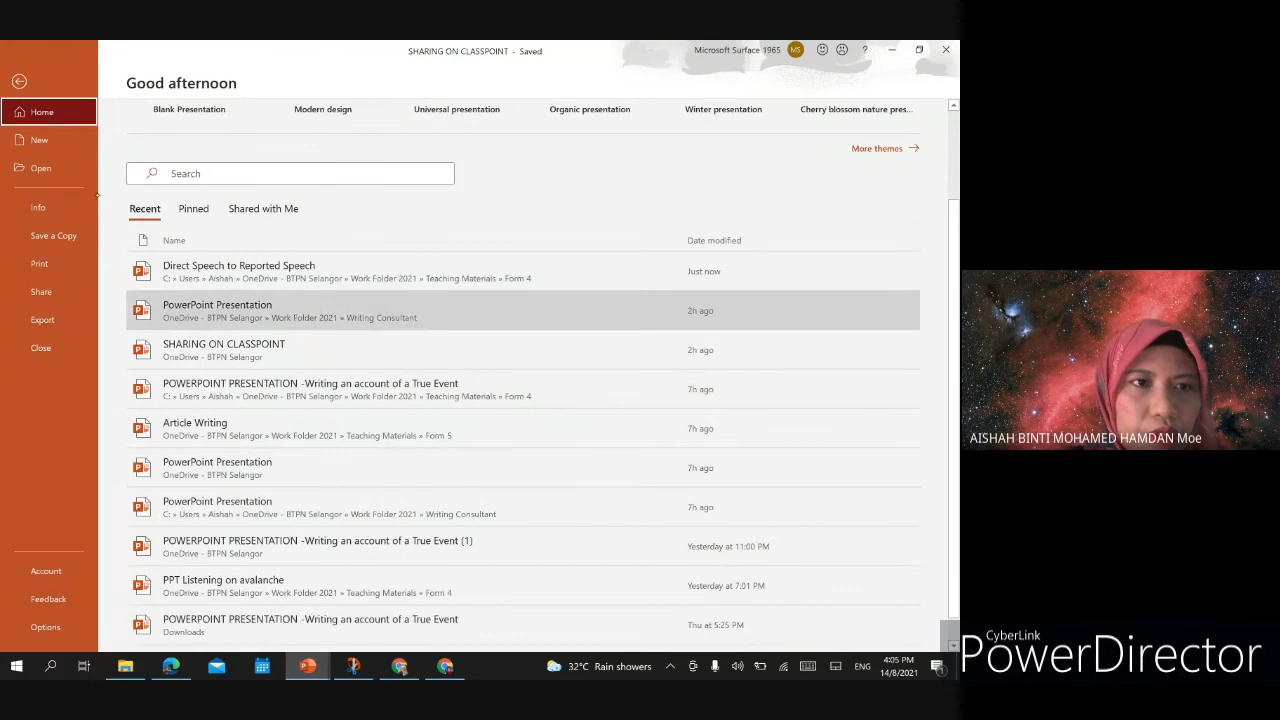 SHARING ON CLASSPOINT - Saved
Microsoft Surface 1965
MS
?
Good afternoon
Home
New
Open
Info
Save a Copy
Print
Share
Export
Close
Account
Feedback
Options
Blank Presentation
Modern design
Universal presentation
Organic presentation
Winter presentation
Cherry blossom nature pres...
More themes
Search
Recent
Pinned
Shared with Me
Name
Date modified
Direct Speech to Reported Speech
C: » Users » Aishah » OneDrive - BTPN Selangor » Work Folder 2021 » Teaching Materials » Form 4
Just now
PowerPoint Presentation
OneDrive - BTPN Selangor » Work Folder 2021 » Writing Consultant
2h ago
SHARING ON CLASSPOINT
OneDrive - BTPN Selangor
2h ago
POWERPOINT PRESENTATION -Writing an account of a True Event
C: » Users » Aishah » OneDrive - BTPN Selangor » Work Folder 2021 » Teaching Materials » Form 4
7h ago
Article Writing
OneDrive - BTPN Selangor » Work Folder 2021 » Teaching Materials » Form 5
7h ago
PowerPoint Presentation
OneDrive - BTPN Selangor
7h ago
PowerPoint Presentation
C: » Users » Aishah » OneDrive - BTPN Selangor » Work Folder 2021 » Writing Consultant
7h ago
POWERPOINT PRESENTATION -Writing an account of a True Event (1)
OneDrive - BTPN Selangor
Yesterday at 11:00 PM
PPT Listening on avalanche
OneDrive - BTPN Selangor » Work Folder 2021 » Teaching Materials » Form 4
Yesterday at 7:01 PM
POWERPOINT PRESENTATION -Writing an account of a True Event
Downloads
Thu at 5:25 PM
32°C Rain showers
ENG
4:05 PM
14/8/2021
AISHAH BINTI MOHAMED HAMDAN Moe
CyberLink
PowerDirector